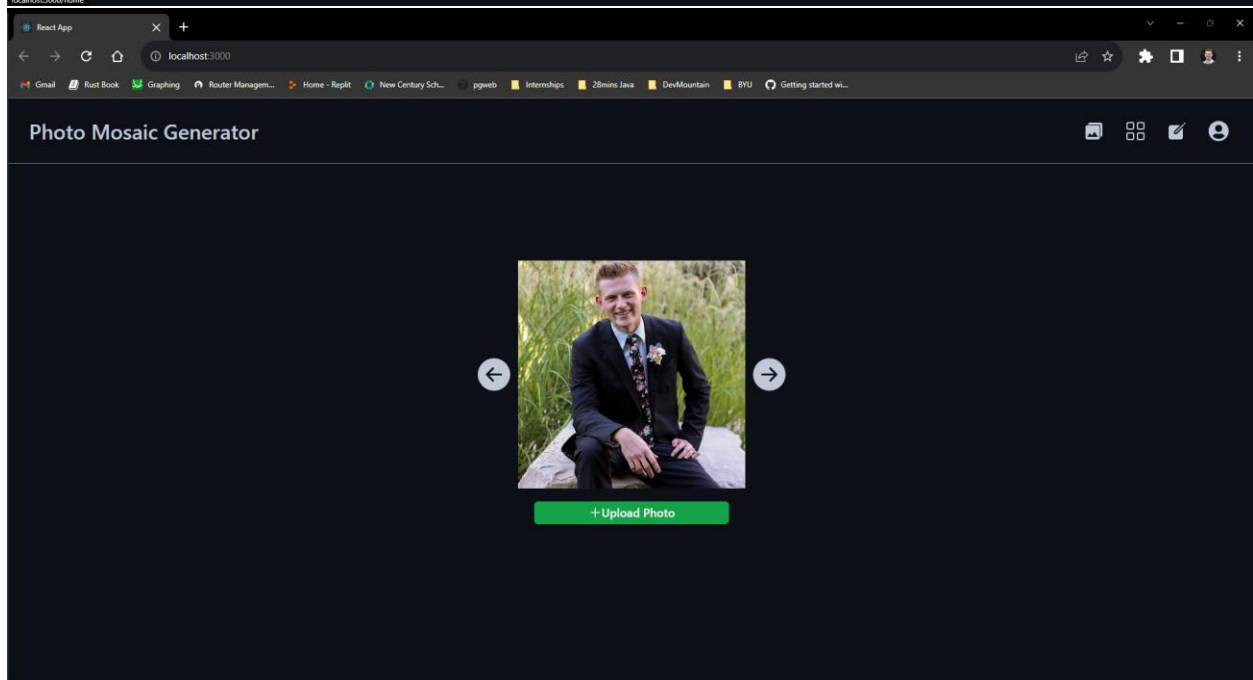 localhost:3000/home
React App
localhost:3000
Gmail Rust Book Graphing Router Managem... Home - Replit New Century Sch... pgweb Internships 28mins Java DevMountain BYU Getting started wi...
Photo Mosaic Generator
+Upload Photo